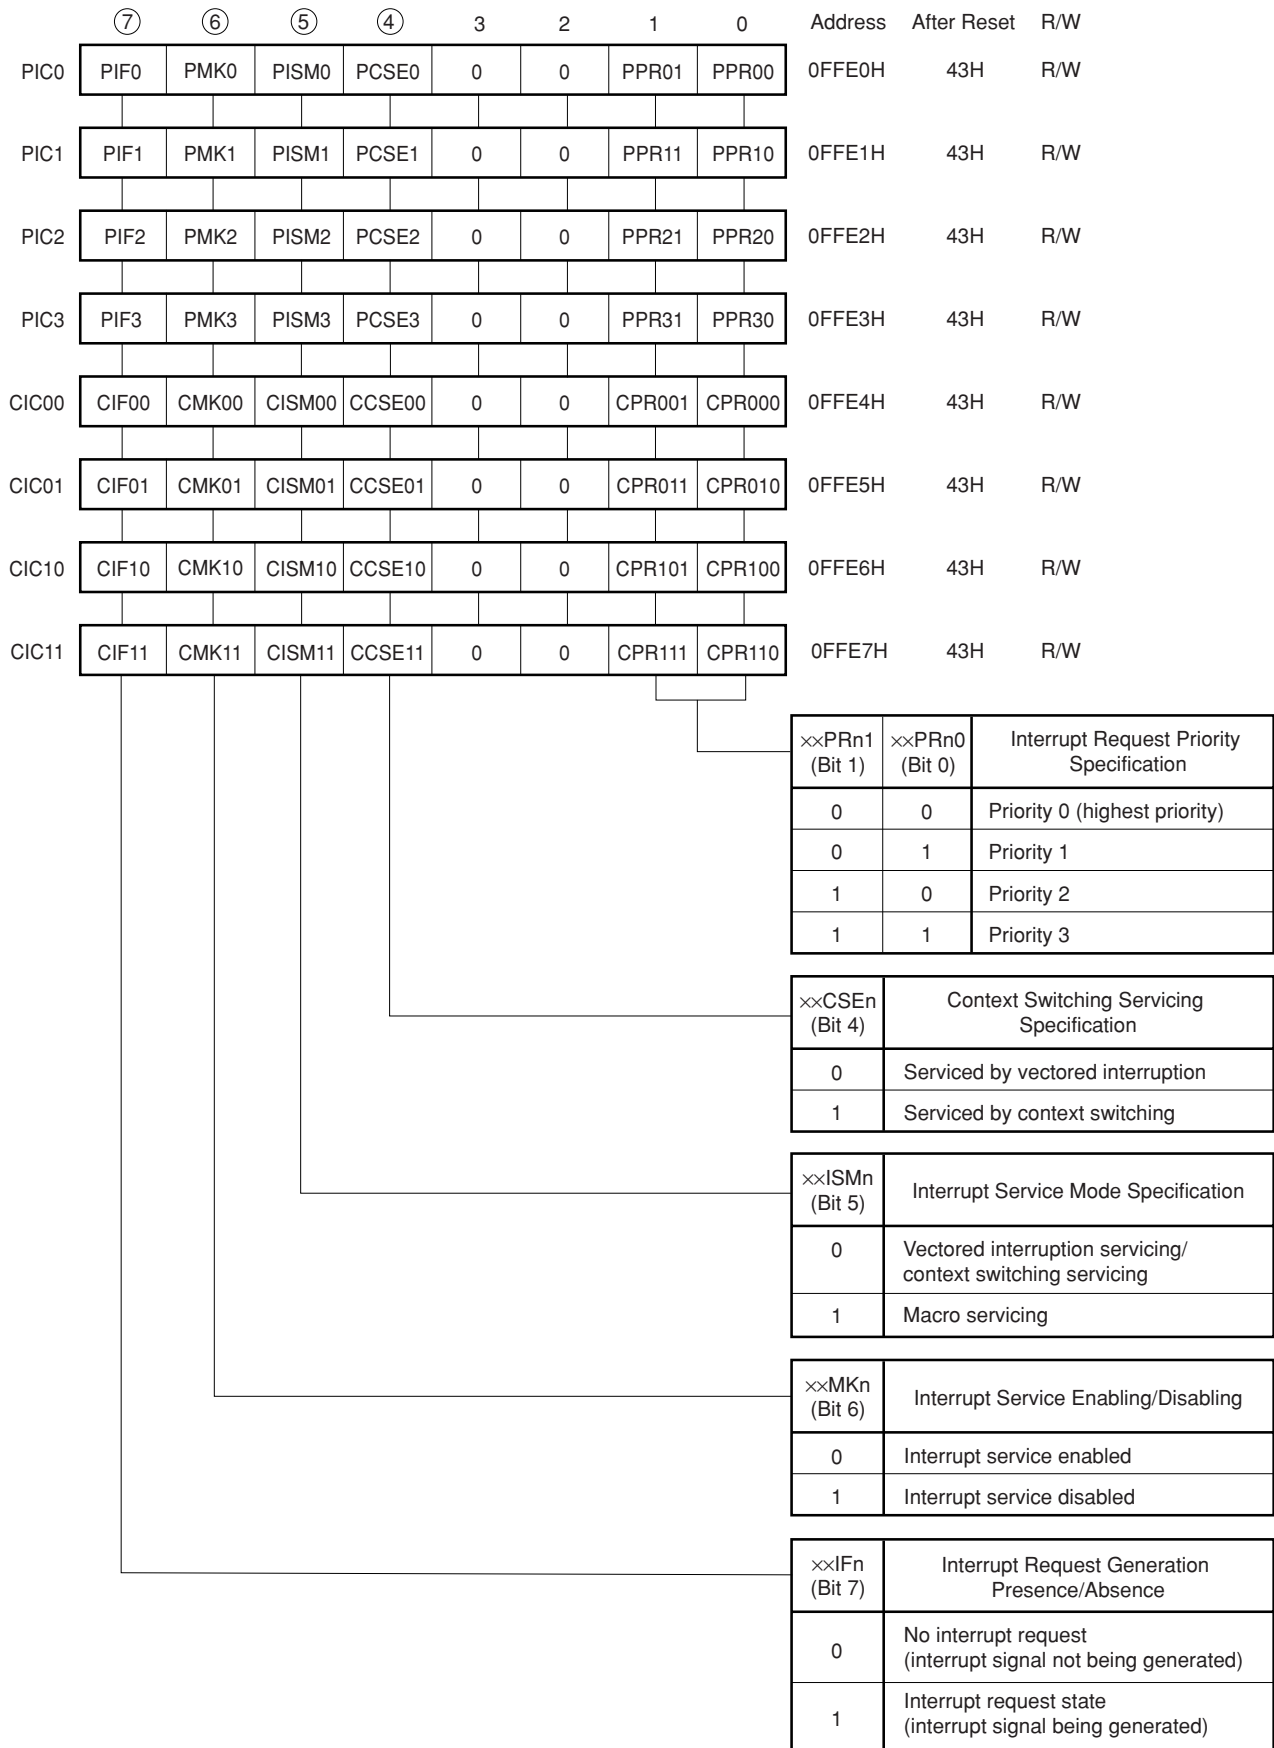 ⑦ ⑥ ⑤ ④ 3 2 1 0 Address After Reset R/W
PIC0 PIF0 PMK0 PISM0 PCSE0 0 0 PPR01 PPR00 0FFE0H 43H R/W
PIC1 PIF1 PMK1 PISM1 PCSE1 0 0 PPR11 PPR10 0FFE1H 43H R/W
PIC2 PIF2 PMK2 PISM2 PCSE2 0 0 PPR21 PPR20 0FFE2H 43H R/W
PIC3 PIF3 PMK3 PISM3 PCSE3 0 0 PPR31 PPR30 0FFE3H 43H R/W
CIC00 CIF00 CMK00 CISM00 CCSE00 0 0 CPR001 CPR000 0FFE4H 43H R/W
CIC01 CIF01 CMK01 CISM01 CCSE01 0 0 CPR011 CPR010 0FFE5H 43H R/W
CIC10 CIF10 CMK10 CISM10 CCSE10 0 0 CPR101 CPR100 0FFE6H 43H R/W
CIC11 CIF11 CMK11 CISM11 CCSE11 0 0 CPR111 CPR110 0FFE7H 43H R/W
××PRn1 ××PRn0 Interrupt Request Priority
(Bit 1) (Bit 0) Specification
0 0 Priority 0 (highest priority)
0 1 Priority 1
1 0 Priority 2
1 1 Priority 3
××CSEn Context Switching Servicing
(Bit 4) Specification
0 Serviced by vectored interruption
1 Serviced by context switching
××ISMn
(Bit 5) Interrupt Service Mode Specification
0 Vectored interruption servicing/
context switching servicing
1 Macro servicing
××MKn
(Bit 6) Interrupt Service Enabling/Disabling
0 Interrupt service enabled
1 Interrupt service disabled
××IFn Interrupt Request Generation
(Bit 7) Presence/Absence
0 No interrupt request
(interrupt signal not being generated)
1 Interrupt request state
(interrupt signal being generated)